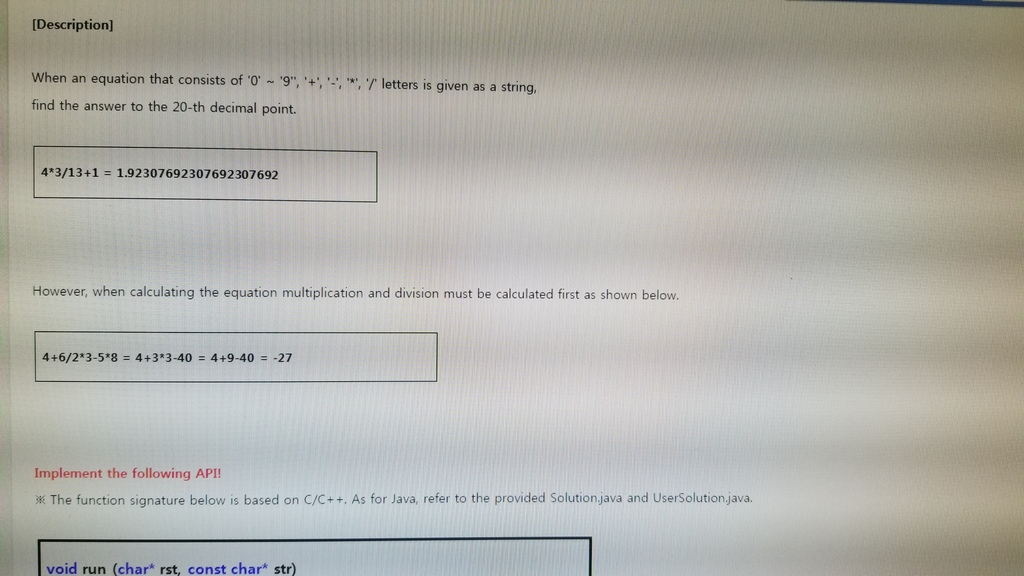 [Description]
When an equation that consists of '0' ~ '9'', '+', '-', '*', '/' letters is given as a string,
find the answer to the 20-th decimal point.
4*3/13+1 = 1.92307692307692307692
However, when calculating the equation multiplication and division must be calculated first as shown below.
4+6/2*3-5*8 = 4+3*3-40 = 4+9-40 = -27
Implement the following API!
※ The function signature below is based on C/C++. As for Java, refer to the provided Solution.java and UserSolution.java.
void run (char* rst, const char* str)